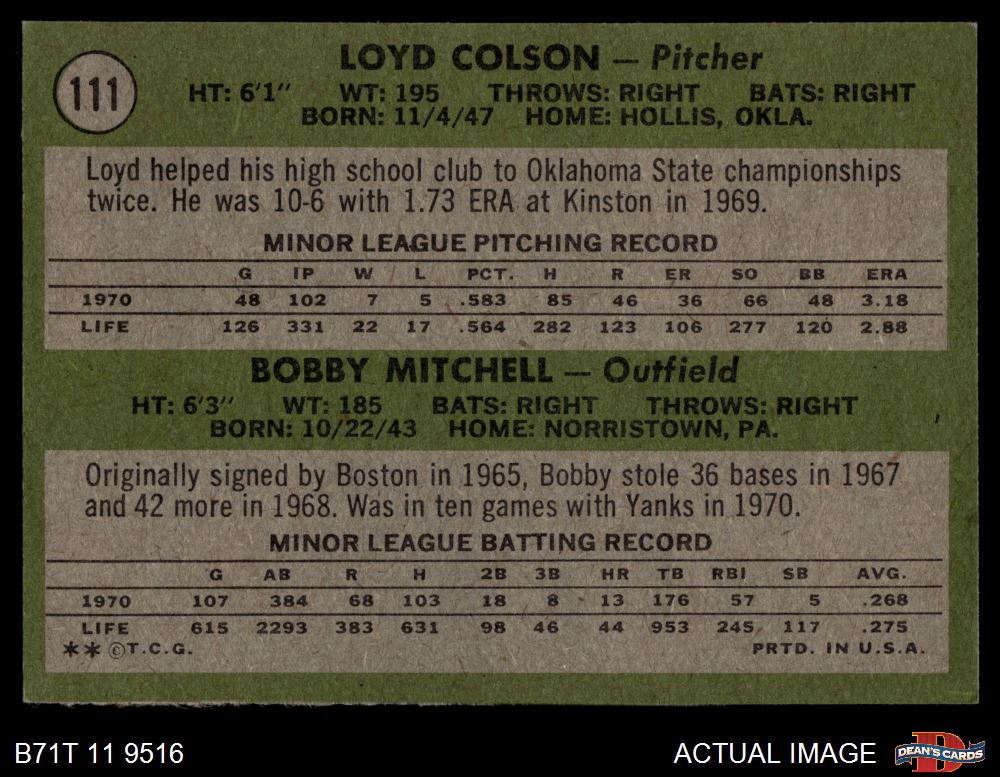 111
LOYD COLSON — Pitcher
HT: 6'1" WT: 195 THROWS: RIGHT BATS: RIGHT
BORN: 11/4/47 HOME: HOLLIS, OKLA.
Loyd helped his high school club to Oklahoma State championships
twice. He was 10-6 with 1.73 ERA at Kinston in 1969.
MINOR LEAGUE PITCHING RECORD
G IP W L PCT. H R ER SO BB ERA
1970 48 102 7 5 .583 85 46 36 66 48 3.18
LIFE 126 331 22 17 .564 282 123 106 277 120 2.88
BOBBY MITCHELL — Outfield
HT: 6'3" WT: 185 BATS: RIGHT THROWS: RIGHT
BORN: 10/22/43 HOME: NORRISTOWN, PA.
Originally signed by Boston in 1965, Bobby stole 36 bases in 1967
and 42 more in 1968. Was in ten games with Yanks in 1970.
MINOR LEAGUE BATTING RECORD
G AB R H 2B 3B HR TB RBI SB AVG.
1970 107 384 68 103 18 8 13 176 57 5 .268
LIFE 615 2293 383 631 98 46 44 953 245 117 .275
** ©T.C.G. PRTD. IN U.S.A.
B71T 11 9516 ACTUAL IMAGE D DEAN'S CARDS